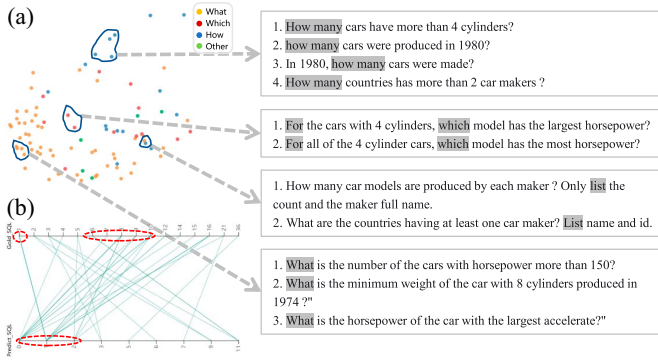 (a)
What
Which
How
Other
1. How many cars have more than 4 cylinders?
2. how many cars were produced in 1980?
3. In 1980, how many cars were made?
4. How many countries has more than 2 car makers ?
1. For the cars with 4 cylinders, which model has the largest horsepower?
2. For all of the 4 cylinder cars, which model has the most horsepower?
1. How many car models are produced by each maker ? Only list the
count and the maker full name.
2. What are the countries having at least one car maker? List name and id.
1. What is the number of the cars with horsepower more than 150?
2. What is the minimum weight of the car with 8 cylinders produced in
1974 ?"
3. What is the horsepower of the car with the largest accelerate?"
(b)
Gold_SQL
Predict_SQL